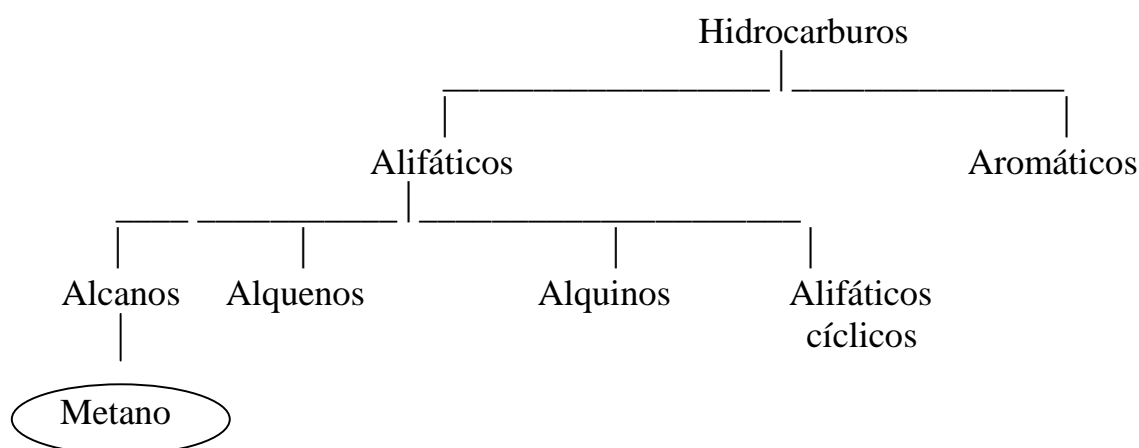 Hidrocarburos
Alifáticos Aromáticos
Alcanos Alquenos Alquinos Alifáticos
cíclicos
Metano